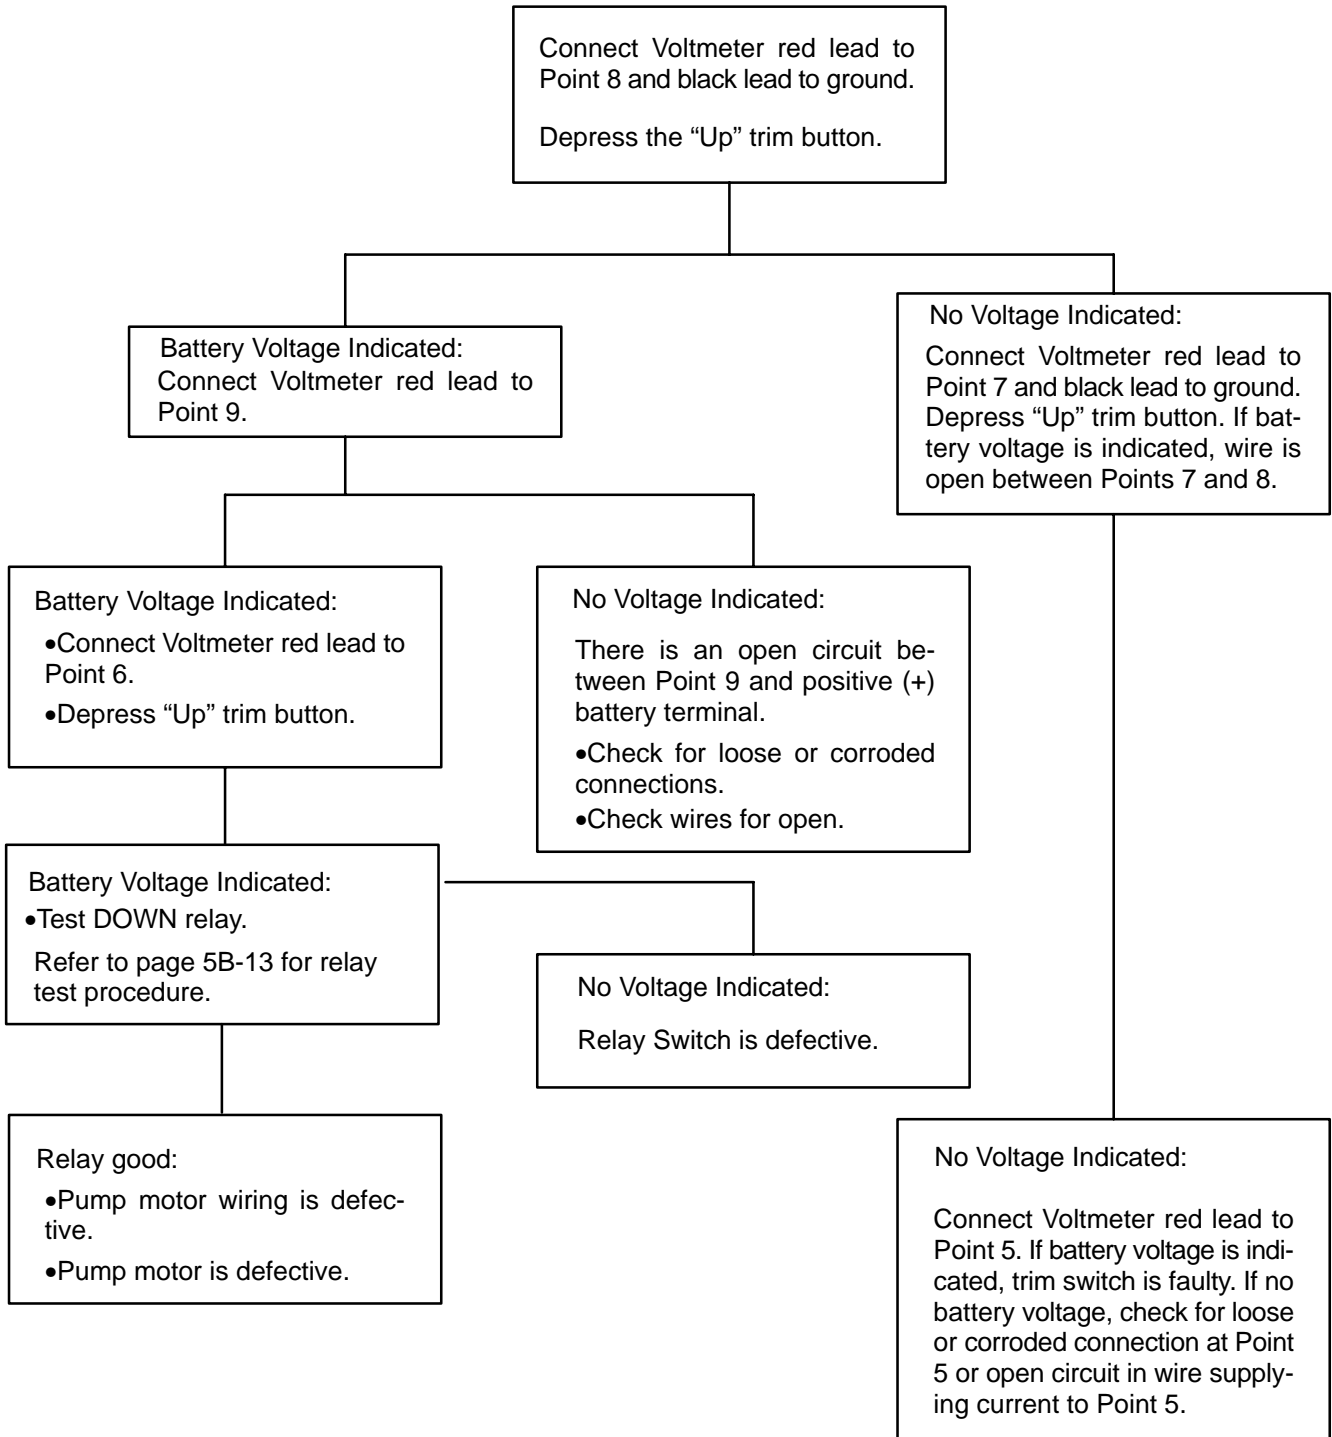 Connect Voltmeter red lead to
Point 8 and black lead to ground.
Depress the “Up” trim button.
Battery Voltage Indicated:
Connect Voltmeter red lead to
Point 9.
No Voltage Indicated:
Connect Voltmeter red lead to
Point 7 and black lead to ground.
Depress “Up” trim button. If bat-
tery voltage is indicated, wire is
open between Points 7 and 8.
Battery Voltage Indicated:
•Connect Voltmeter red lead to
Point 6.
•Depress “Up” trim button.
No Voltage Indicated:
There is an open circuit be-
tween Point 9 and positive (+)
battery terminal.
•Check for loose or corroded
connections.
•Check wires for open.
Battery Voltage Indicated:
•Test DOWN relay.
Refer to page 5B-13 for relay
test procedure.
No Voltage Indicated:
Relay Switch is defective.
Relay good:
•Pump motor wiring is defec-
tive.
•Pump motor is defective.
No Voltage Indicated:
Connect Voltmeter red lead to
Point 5. If battery voltage is indi-
cated, trim switch is faulty. If no
battery voltage, check for loose
or corroded connection at Point
5 or open circuit in wire supply-
ing current to Point 5.